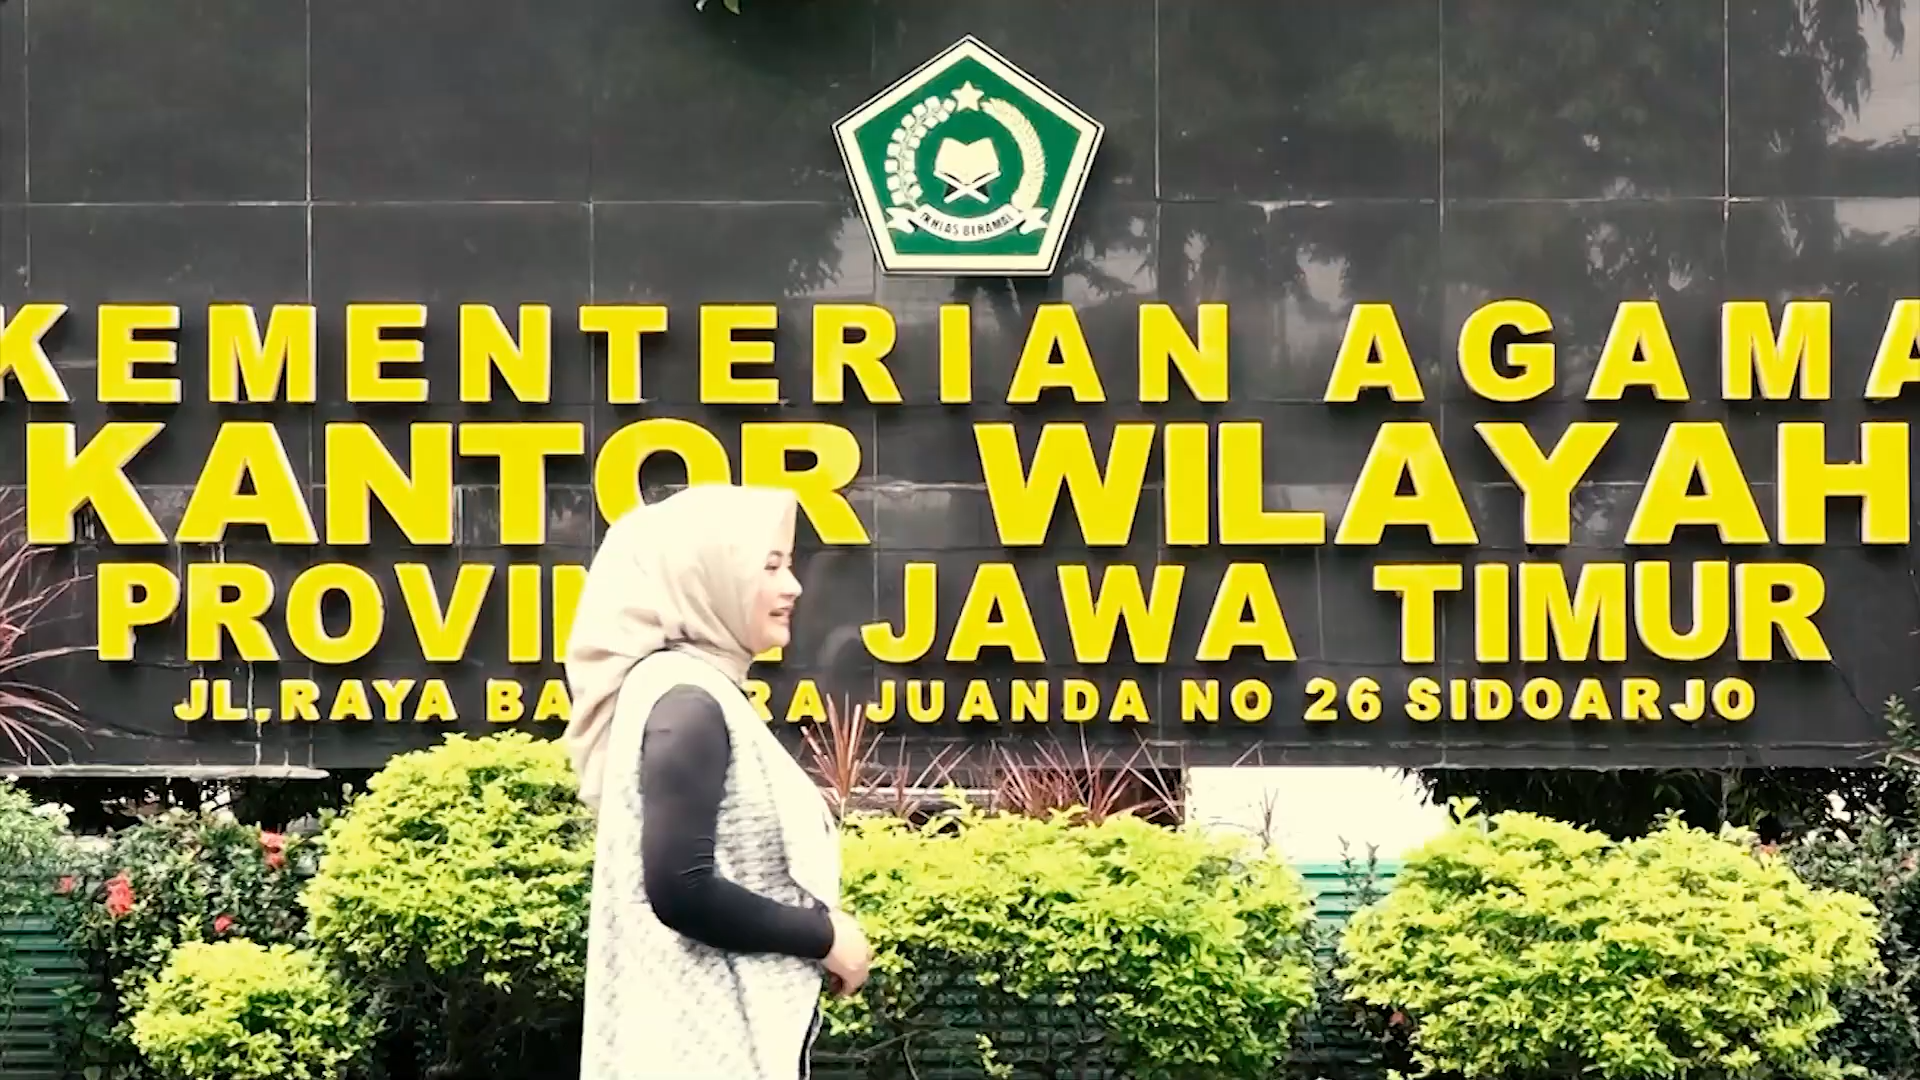 IKHLAS BERAMAL
KEMENTERIAN AGAMA
KANTOR WILAYAH
JAWA TIMUR
JL.RAYA JUANDA NO 26 SIDOARJO